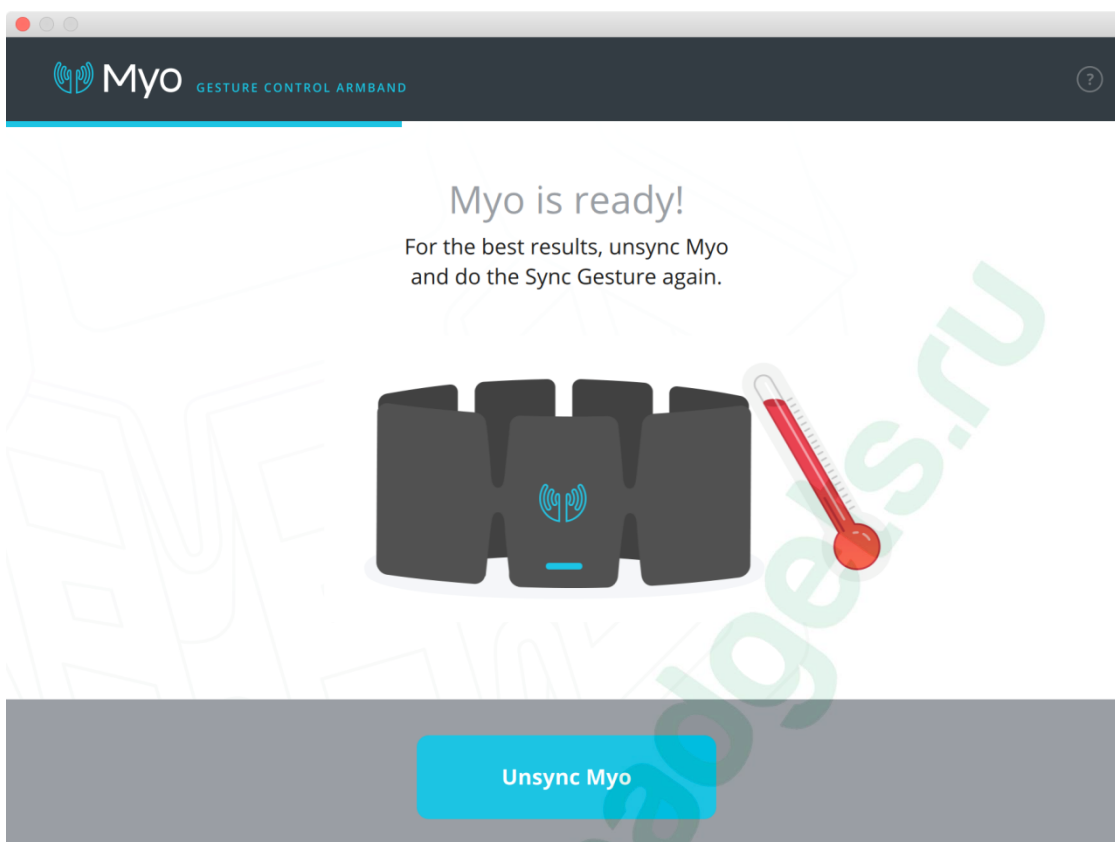 Myo GESTURE CONTROL ARMBAND
?
Myo is ready!
For the best results, unsync Myo
and do the Sync Gesture again.
Unsync Myo